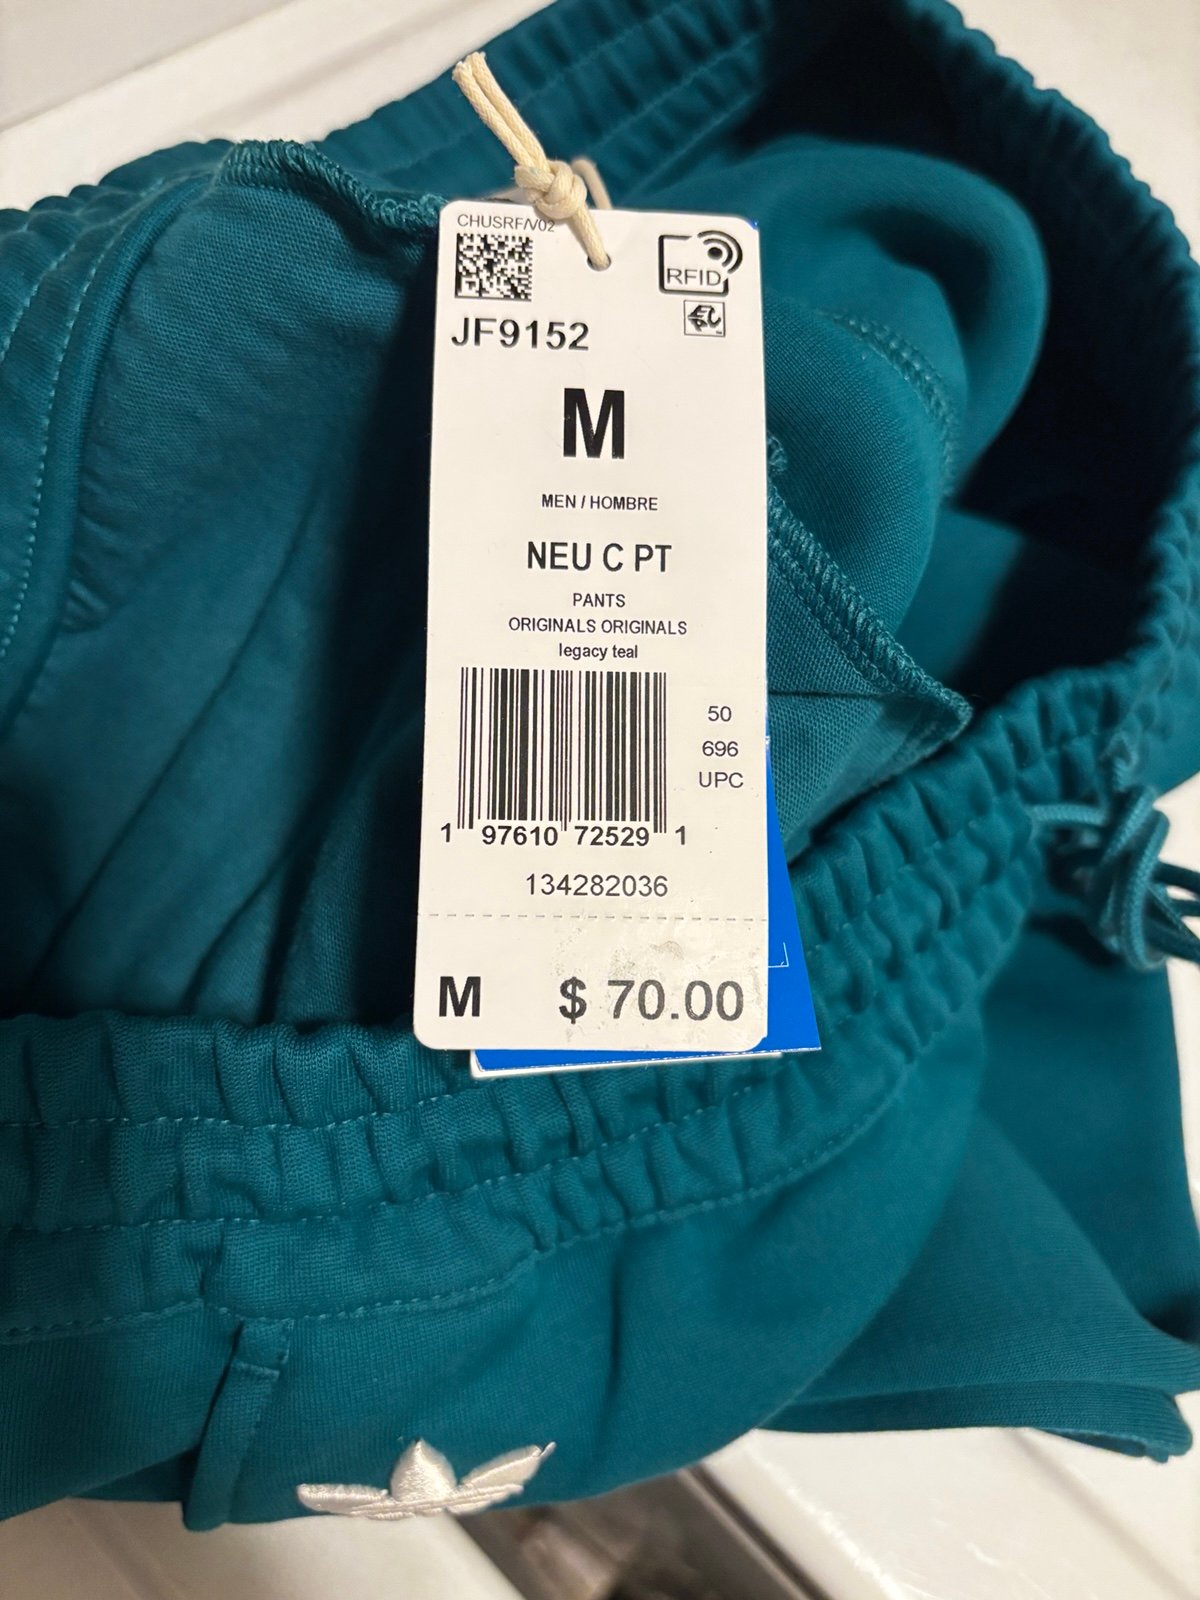 CHUSRF/V02
RFID
JF9152
M
MEN / HOMBRE
NEU C PT
PANTS
ORIGINALS ORIGINALS
legacy teal
50
696
UPC
1 97610 72529 1
134282036
M $ 70.00